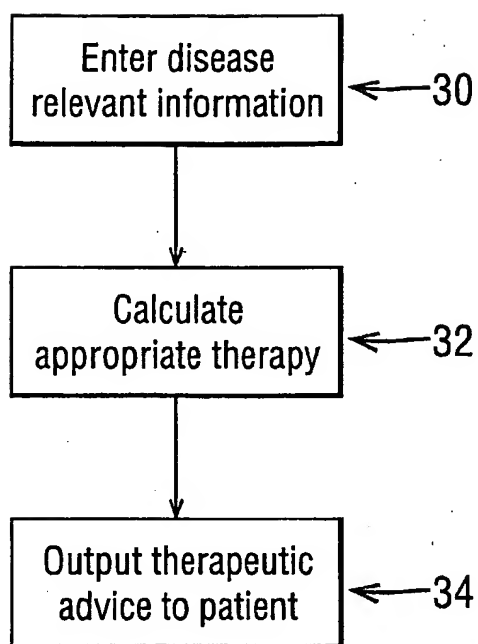 Enter disease
relevant information
30
Calculate
appropriate therapy
32
Output therapeutic
advice to patient
34